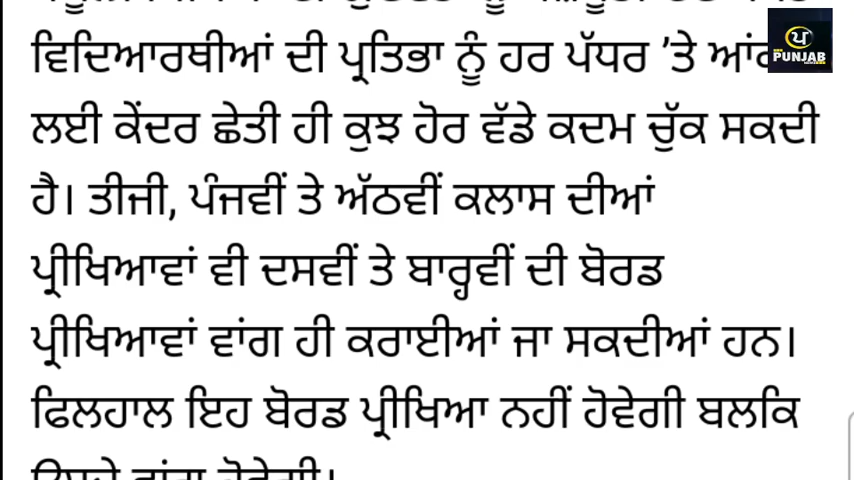 ਵਿਦਿਆਰਥੀਆਂ ਦੀ ਪ੍ਰਤਿਭਾ ਨੂੰ ਹਰ ਪੱਧਰ ’ਤੇ
ਲਈ ਕੇਂਦਰ ਛੇਤੀ ਹੀ ਕੁਝ ਹੋਰ ਵੱਡੇ ਕਦਮ ਚੁੱਕ ਸਕਦੀ
ਹੈ। ਤੀਜੀ, ਪੰਜਵੀਂ ਤੇ ਅੱਠਵੀਂ ਕਲਾਸ ਦੀਆਂ
ਪ੍ਰੀਖਿਆਵਾਂ ਵੀ ਦਸਵੀਂ ਤੇ ਬਾਰ੍ਹਵੀਂ ਦੀ ਬੋਰਡ
ਪ੍ਰੀਖਿਆਵਾਂ ਵਾਂਗ ਹੀ ਕਰਾਈਆਂ ਜਾ ਸਕਦੀਆਂ ਹਨ।
ਫਿਲਹਾਲ ਇਹ ਬੋਰਡ ਪ੍ਰੀਖਿਆ ਨਹੀਂ ਹੋਵੇਗੀ ਬਲਕਿ
ਪ
PUNJAB